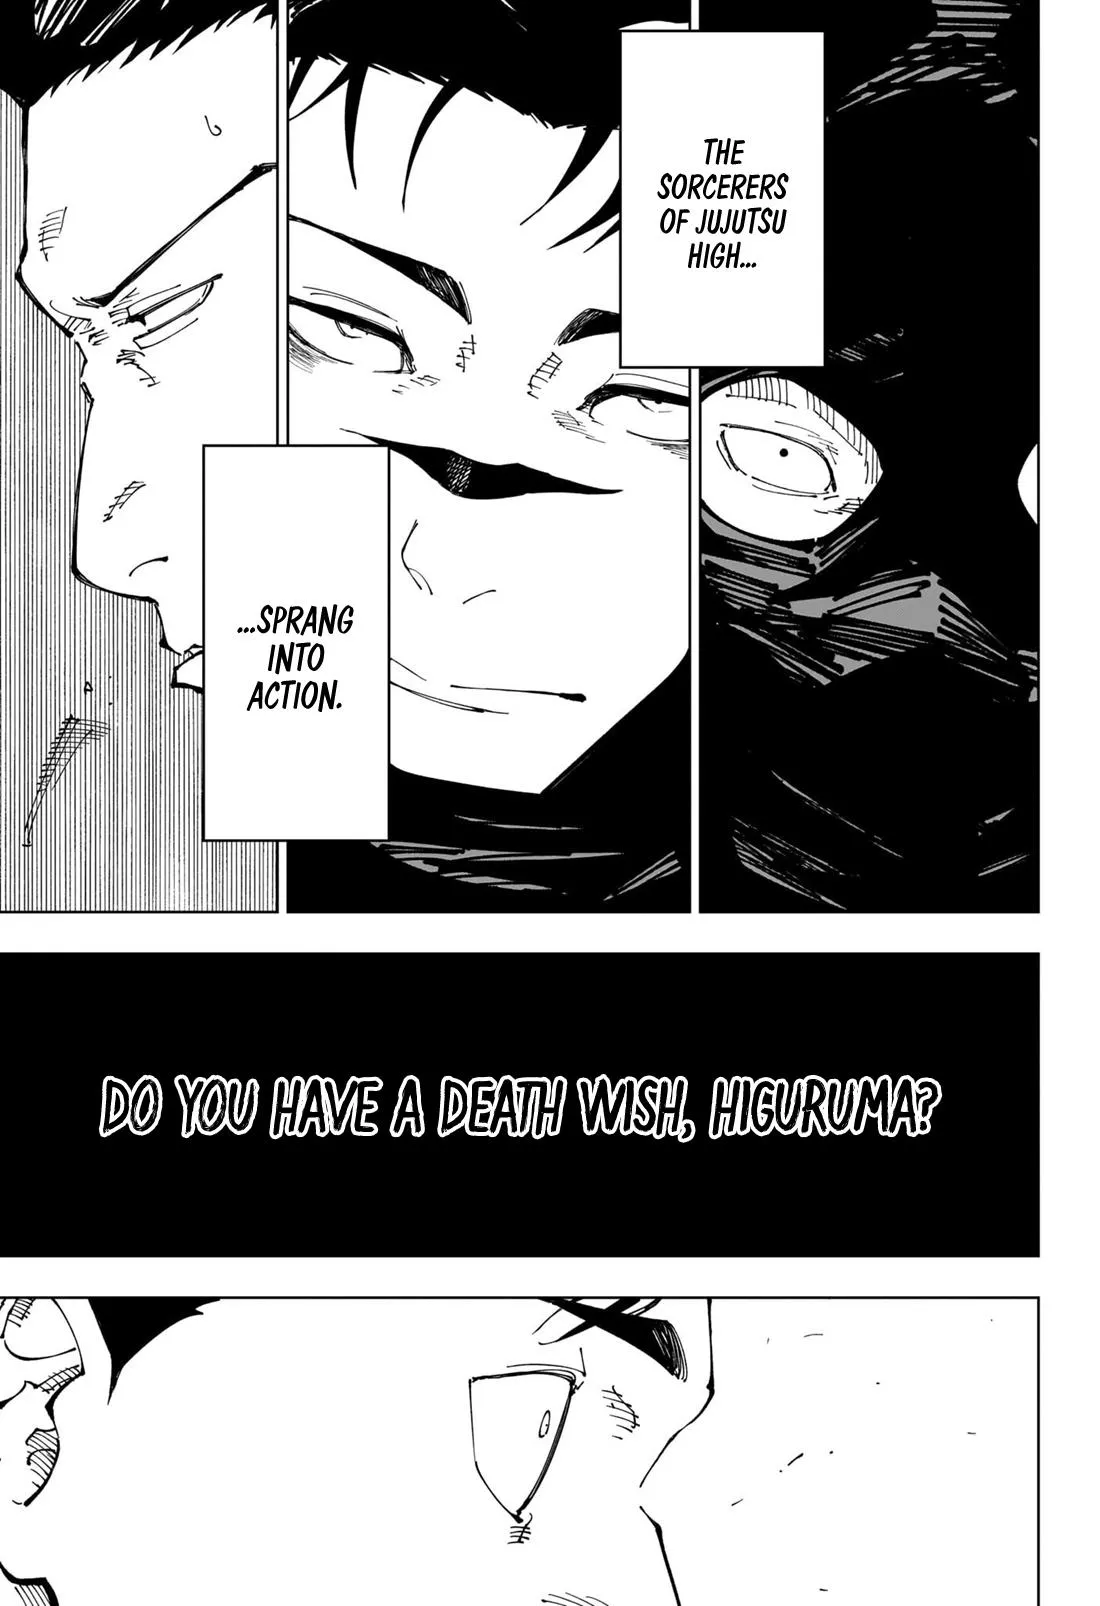 THE
SORCERERS
OF JUJUTSU
HIGH...
...SPRANG
INTO
ACTION.
DO YOU HAVE A DEATH WISH, HIGURUMA?